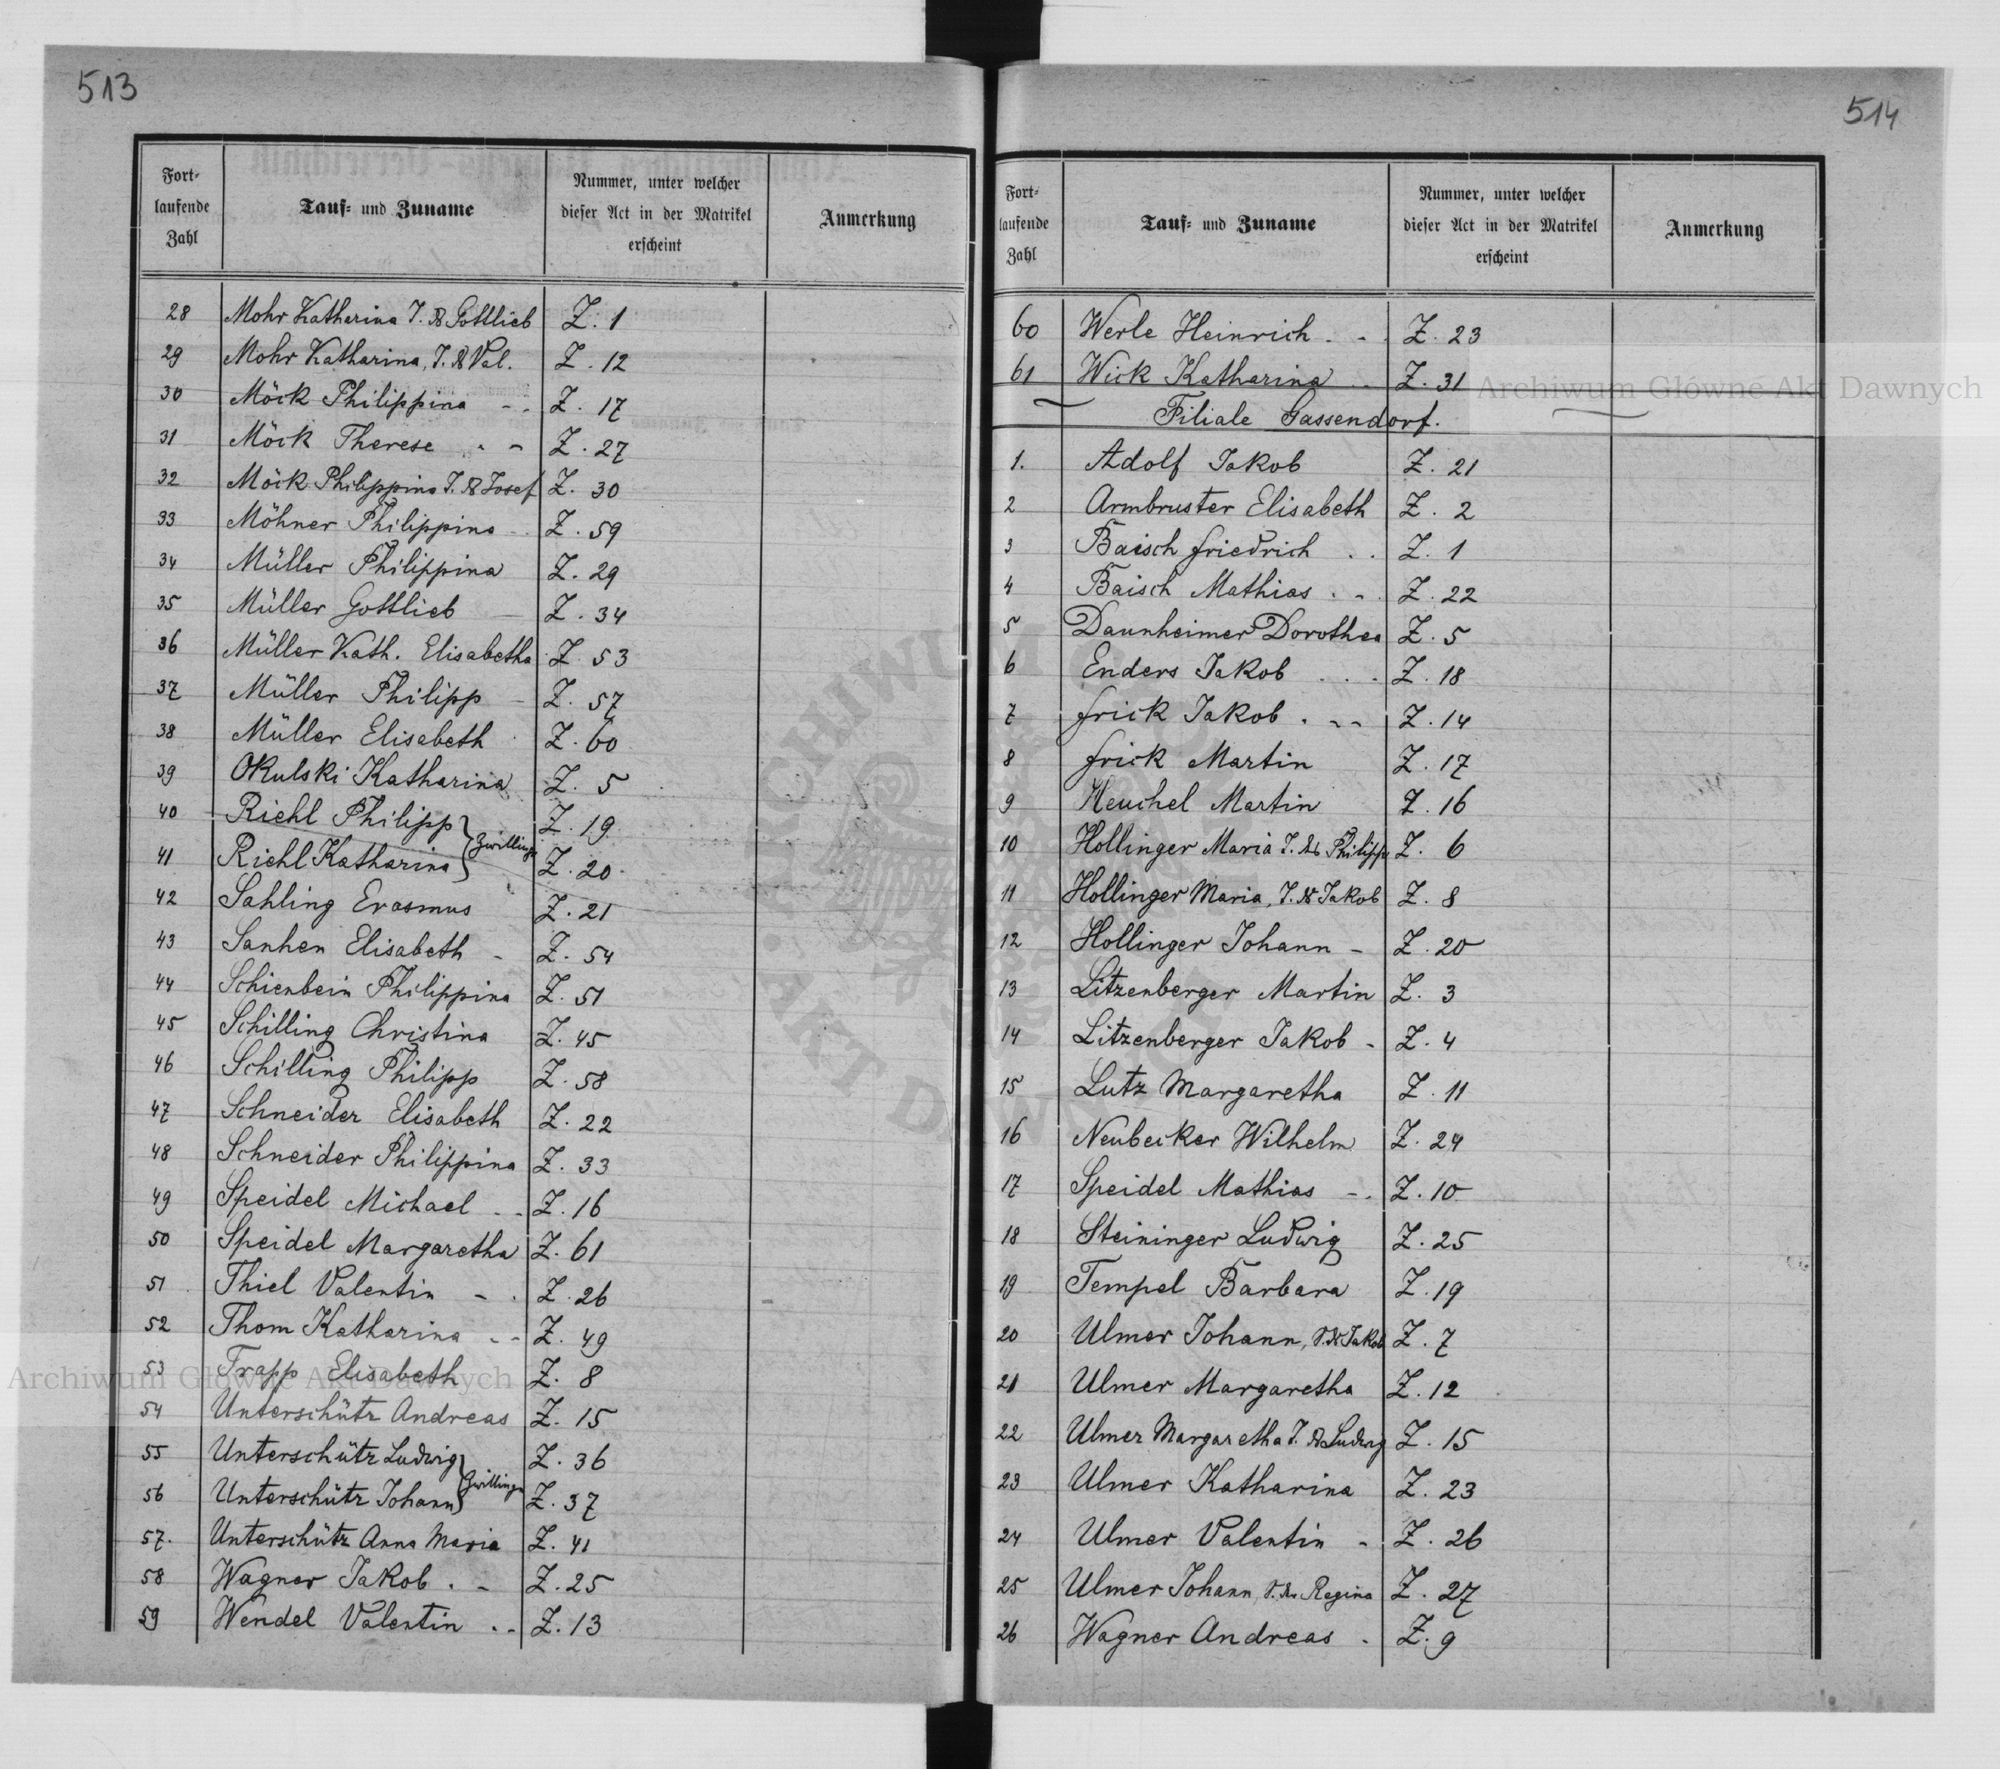 513
Fort-
laufende
Zahl
Tauf- und Zuname
Nummer, unter welcher
dieser Act in der Matrikel
erscheint
Anmerkung
28 Mohr Katharina T. d. Gottlieb Z. 1
29 Mohr Katharina, T. d. Val. Z. 12
30 Möck Philippina -- Z. 17
31 Möck Therese . - Z. 27
32 Möck Philippina T. d. Josef Z. 30
33 Möhner Philippina Z. 59
34 Müller Philippina Z. 29
35 Müller Gottlieb Z. 34
36 Müller Kath. Elisabetha Z. 53
37 Müller Philipp - Z. 57
38 Müller Elisabeth Z. 60
39 Okulski Katharina Z. 5
40 Riehl Philipp } Zwillinge Z. 19
41 Riehl Katharina } Z. 20
42 Sahling Erasmus Z. 21
43 Sanhen Elisabeth - Z. 54
44 Schienbein Philippina Z. 51
45 Schilling Christina Z. 45
46 Schilling Philipp Z. 58
47 Schneider Elisabeth Z. 22
48 Schneider Philippina Z. 33
49 Speidel Michael .. Z. 16
50 Speidel Margaretha Z. 61
51 Thiel Valentin - . Z. 26
52 Thom Katharina .- Z. 49
53 Trapp Elisabeth Z. 8
54 Unterschütz Andreas Z. 15
55 Unterschütz Ludwig } Zwillinge Z. 36
56 Unterschütz Johann } Z. 37
57. Unterschütz Anna Maria Z. 41
58 Wagner Jakob . - Z. 25
59 Wendel Valentin .. Z. 13
514
Fort-
laufende
Zahl
Tauf- und Zuname
Nummer, unter welcher
dieser Act in der Matrikel
erscheint
Anmerkung
60 Werle Heinrich . - Z. 23
61 Wick Katharina .. Z. 31
Filiale Gassendorf.
1. Adolf Jakob Z. 21
2 Armbruster Elisabeth Z. 2
3 Baisch Friedrich . . Z. 1
4 Baisch Mathias . - . Z. 22
5 Daunheimer Dorothea Z. 5
6 Enders Jakob . . . Z. 18
7 Frick Jakob . -- Z. 14
8 Frick Martin Z. 17
9 Heuchel Martin Z. 16
10 Hollinger Maria T. ds Philipp Z. 6
11 Hollinger Maria, T. d. Jakob Z. 8
12 Hollinger Johann - Z. 20
13 Litzenberger Martin Z. 3
14 Litzenberger Jakob - Z. 4
15 Lutz Margaretha Z. 11
16 Neubecker Wilhelm Z. 24
17 Speidel Mathias -. Z. 10
18 Steininger Ludwig Z. 25
19 Tempel Barbara Z. 19
20 Ulmer Johann, S. d. Jakob Z. 7
21 Ulmer Margaretha Z. 12
22 Ulmer Margaretha T. d. Ludwig Z. 15
23 Ulmer Katharina Z. 23
24 Ulmer Valentin - Z. 26
25 Ulmer Johann, S. ds Regina Z. 27
26 Wagner Andreas . Z. 9
Archiwum Główne Akt Dawnych
Archiwum Główne Akt Dawnych